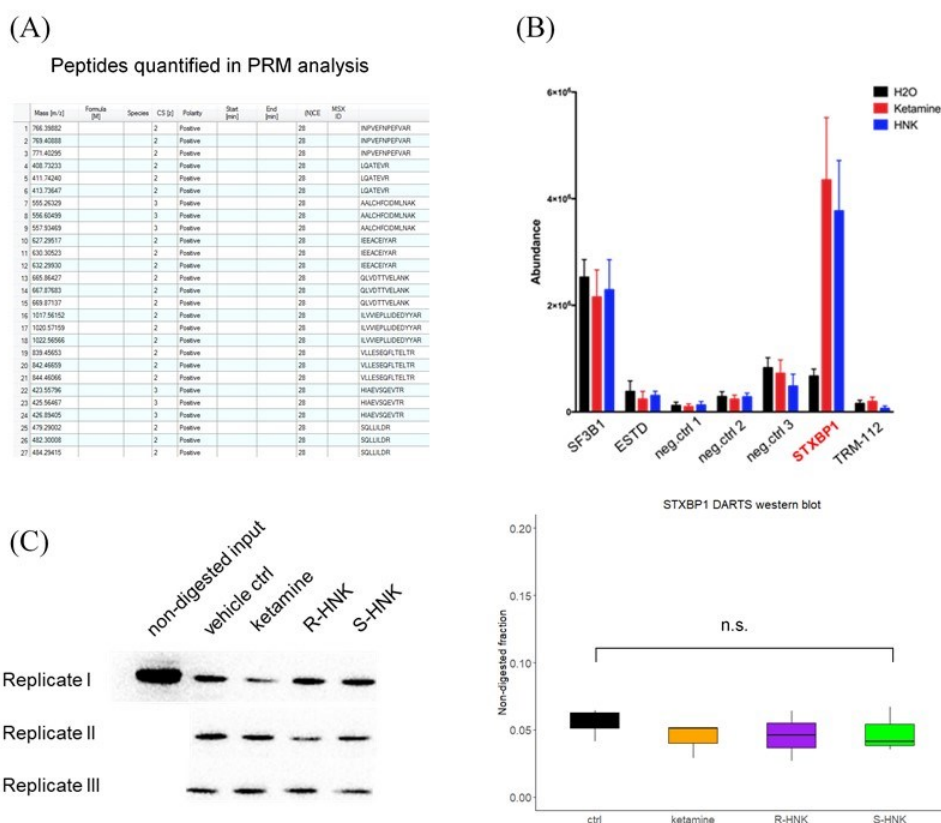 (A)
Peptides quantified in PRM analysis
Mass [m/z] Formula [M] Species CS [z] Polarity Start [min] End [min] (N)CE MSX ID
1 766.39882 2 Positive 28 INPVEFNPEFVAR
2 769.40888 2 Positive 28 INPVEFNPEFVAR
3 771.40295 2 Positive 28 INPVEFNPEFVAR
4 408.73233 2 Positive 28 LQATEVR
5 411.74240 2 Positive 28 LQATEVR
6 413.73647 2 Positive 28 LQATEVR
7 555.26329 3 Positive 28 AALCHFCIDMLNAK
8 556.60499 3 Positive 28 AALCHFCIDMLNAK
9 557.93469 3 Positive 28 AALCHFCIDMLNAK
10 627.29517 2 Positive 28 IEEACEIYAR
11 630.30523 2 Positive 28 IEEACEIYAR
12 632.29930 2 Positive 28 IEEACEIYAR
13 665.86427 2 Positive 28 QLVDTTVELANK
14 667.87683 2 Positive 28 QLVDTTVELANK
15 669.87137 2 Positive 28 QLVDTTVELANK
16 1017.56152 2 Positive 28 ILVVIEPLLIDEDYYAR
17 1020.57159 2 Positive 28 ILVVIEPLLIDEDYYAR
18 1022.56566 2 Positive 28 ILVVIEPLLIDEDYYAR
19 839.45653 2 Positive 28 VLLESEQFLTELTR
20 842.46659 2 Positive 28 VLLESEQFLTELTR
21 844.46066 2 Positive 28 VLLESEQFLTELTR
22 423.55796 3 Positive 28 HIAEVSQEVTR
23 425.56467 3 Positive 28 HIAEVSQEVTR
24 426.89405 3 Positive 28 HIAEVSQEVTR
25 479.29002 2 Positive 28 SQLLILDR
26 482.30008 2 Positive 28 SQLLILDR
27 484.29415 2 Positive 28 SQLLILDR
(B)
H2O
Ketamine
HNK
Abundance
6×10⁶
4×10⁶
2×10⁶
0
SF3B1
ESTD
neg.ctrl 1
neg.ctrl 2
neg.ctrl 3
STXBP1
TRM-112
(C)
non-digested input
vehicle ctrl
ketamine
R-HNK
S-HNK
Replicate I
Replicate II
Replicate III
STXBP1 DARTS western blot
Non-digested fraction
0.20
0.15
0.10
0.05
0.00
n.s.
ctrl
ketamine
R-HNK
S-HNK